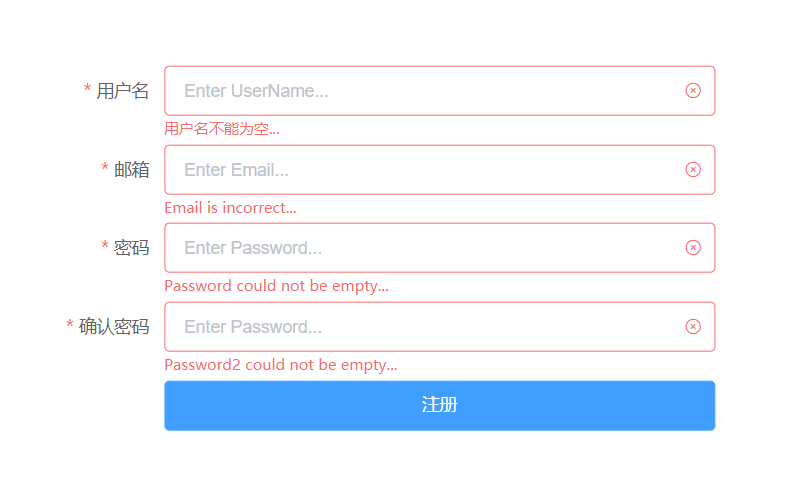 * 用户名 Enter UserName...
用户名不能为空...
* 邮箱 Enter Email...
Email is incorrect...
* 密码 Enter Password...
Password could not be empty...
* 确认密码 Enter Password...
Password2 could not be empty...
注册